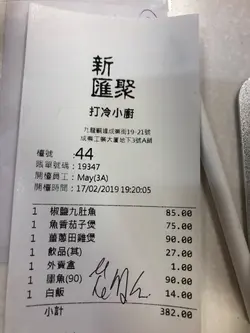 新
匯聚
打冷小廚
九龍觀塘成業街19-21號
成業工業大廈地下3號A舖
檯號 : 44
賬單號碼 : 19347
開檯員工 : May(3A)
開檯時間 : 17/02/2019 19:20:05
1 椒鹽九肚魚 85.00
1 魚香茄子煲 75.00
1 薑蔥田雞煲 90.00
1 飲品(其) 27.00
1 外賣盒 1.00
1 墨魚(90) 90.00
1 白飯 14.00
小計 382.00